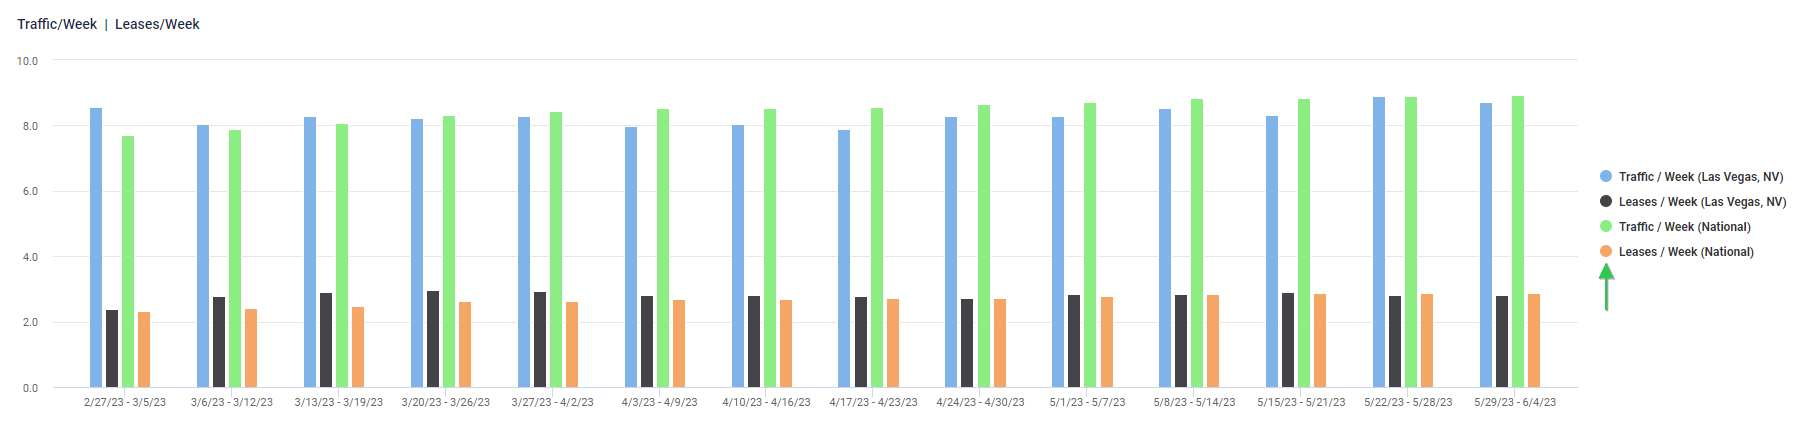 Traffic/Week | Leases/Week
10.0
8.0
6.0
4.0
2.0
0.0
2/27/23 - 3/5/23 3/6/23 - 3/12/23 3/13/23 - 3/19/23 3/20/23 - 3/26/23 3/27/23 - 4/2/23 4/3/23 - 4/9/23 4/10/23 - 4/16/23 4/17/23 - 4/23/23 4/24/23 - 4/30/23 5/1/23 - 5/7/23 5/8/23 - 5/14/23 5/15/23 - 5/21/23 5/22/23 - 5/28/23 5/29/23 - 6/4/23
Traffic / Week (Las Vegas, NV)
Leases / Week (Las Vegas, NV)
Traffic / Week (National)
Leases / Week (National)